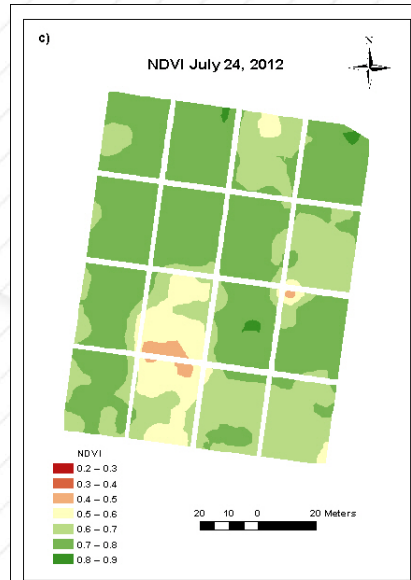 c)
N
NDVI July 24, 2012
NDVI
0.2 – 0.3
0.3 – 0.4
0.4 – 0.5
0.5 – 0.6
0.6 – 0.7
0.7 – 0.8
0.8 – 0.9
20 10 0 20 Meters